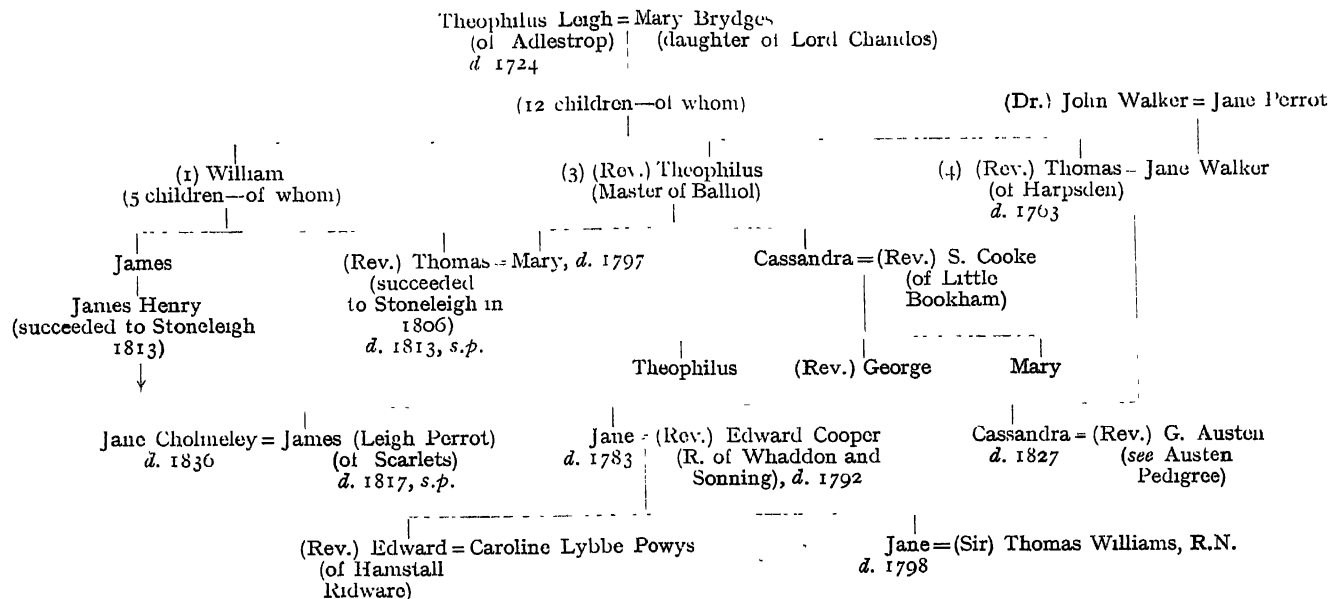 Theophilus Leigh = Mary Brydges
(of Adlestrop) (daughter of Lord Chandos)
d 1724
(12 children—of whom)
(Dr.) John Walker = Jane Perrot
(1) William
(5 children—of whom)
(3) (Rev.) Theophilus
(Master of Balliol)
(4) (Rev.) Thomas – Jane Walker
(of Harpsden)
d. 1763
James
(Rev.) Thomas = Mary, d. 1797
(succeeded
to Stoneleigh in
1806)
d. 1813, s.p.
Cassandra = (Rev.) S. Cooke
(of Little
Bookham)
James Henry
(succeeded to Stoneleigh
1813)
Theophilus (Rev.) George Mary
Jane Cholmeley = James (Leigh Perrot)
d. 1836 (of Scarlets)
d. 1817, s.p.
Jane = (Rev.) Edward Cooper
d. 1783 (R. of Whaddon and
Sonning), d. 1792
Cassandra = (Rev.) G. Austen
d. 1827 (see Austen
Pedigree)
(Rev.) Edward = Caroline Lybbe Powys
(of Hamstall
Ridware)
Jane = (Sir) Thomas Williams, R.N.
d. 1798